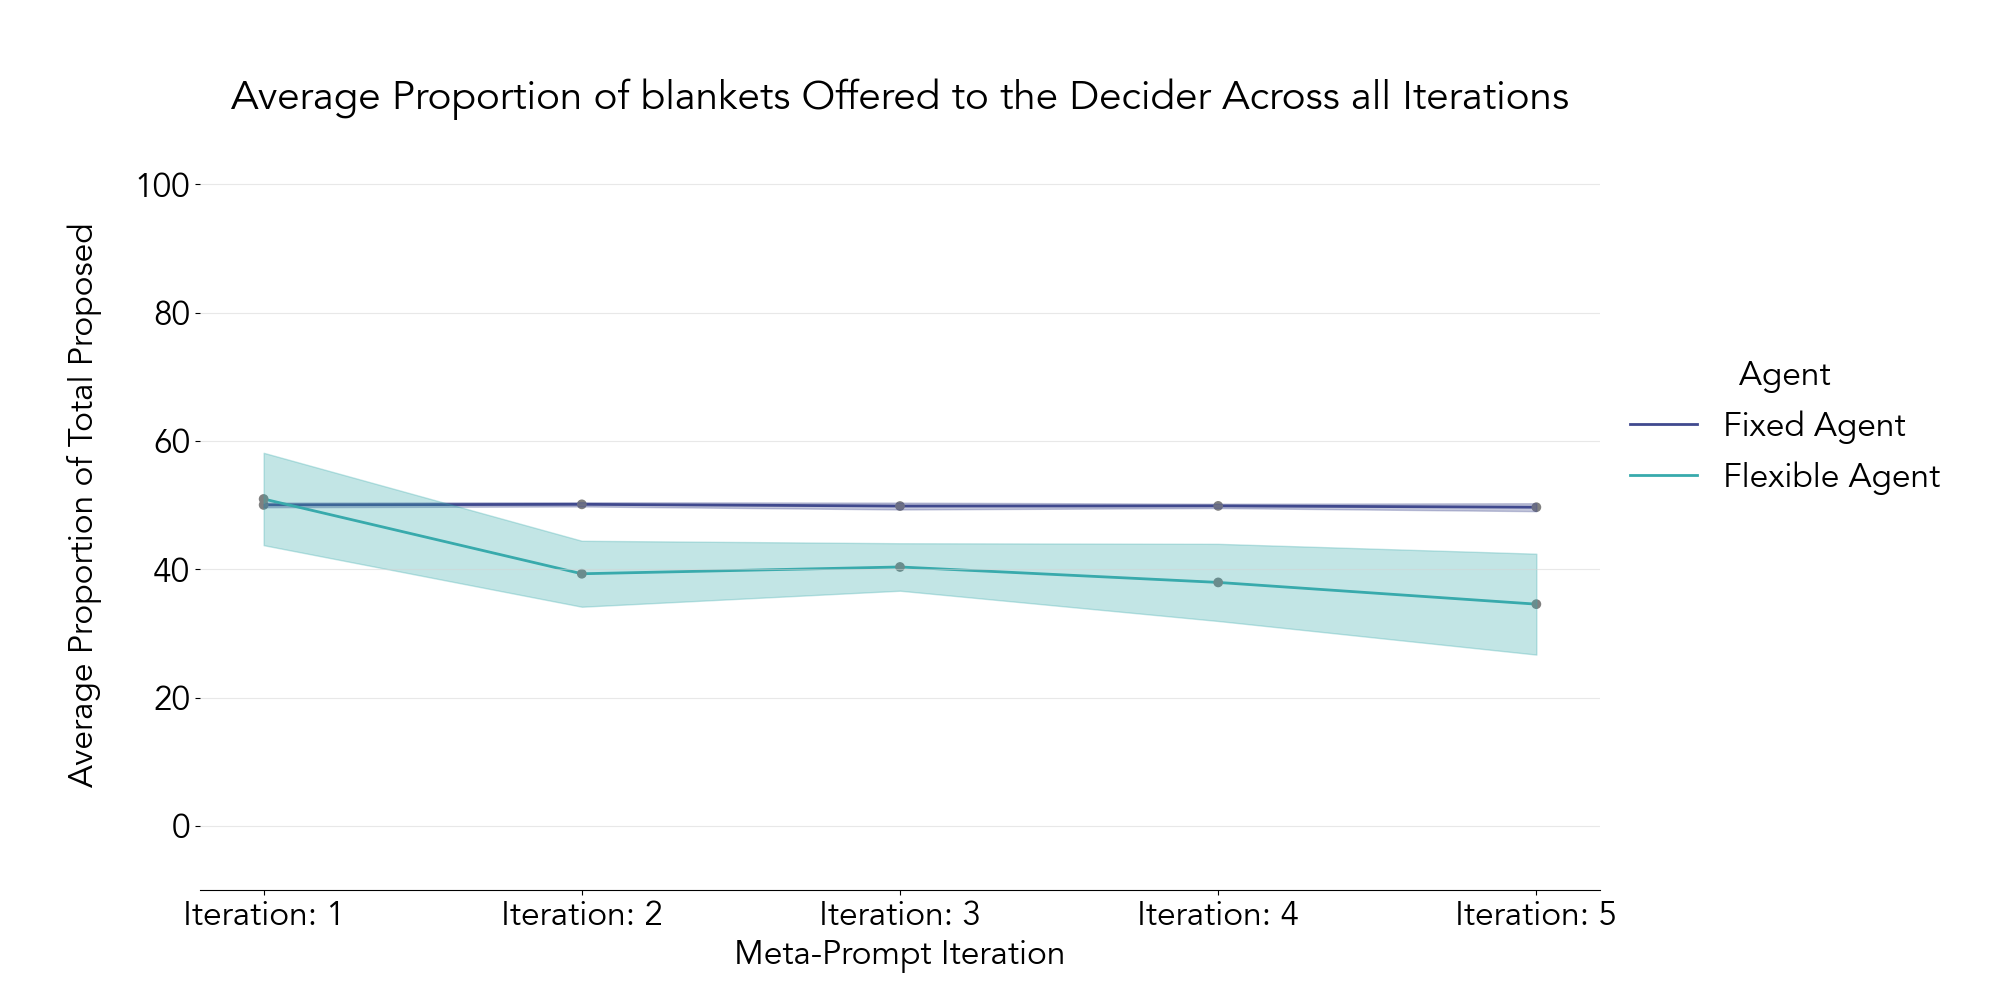 Average Proportion of blankets Offered to the Decider Across all Iterations
Average Proportion of Total Proposed
100
80
60
40
20
0
Iteration: 1
Iteration: 2
Iteration: 3
Iteration: 4
Iteration: 5
Meta-Prompt Iteration
Agent
Fixed Agent
Flexible Agent